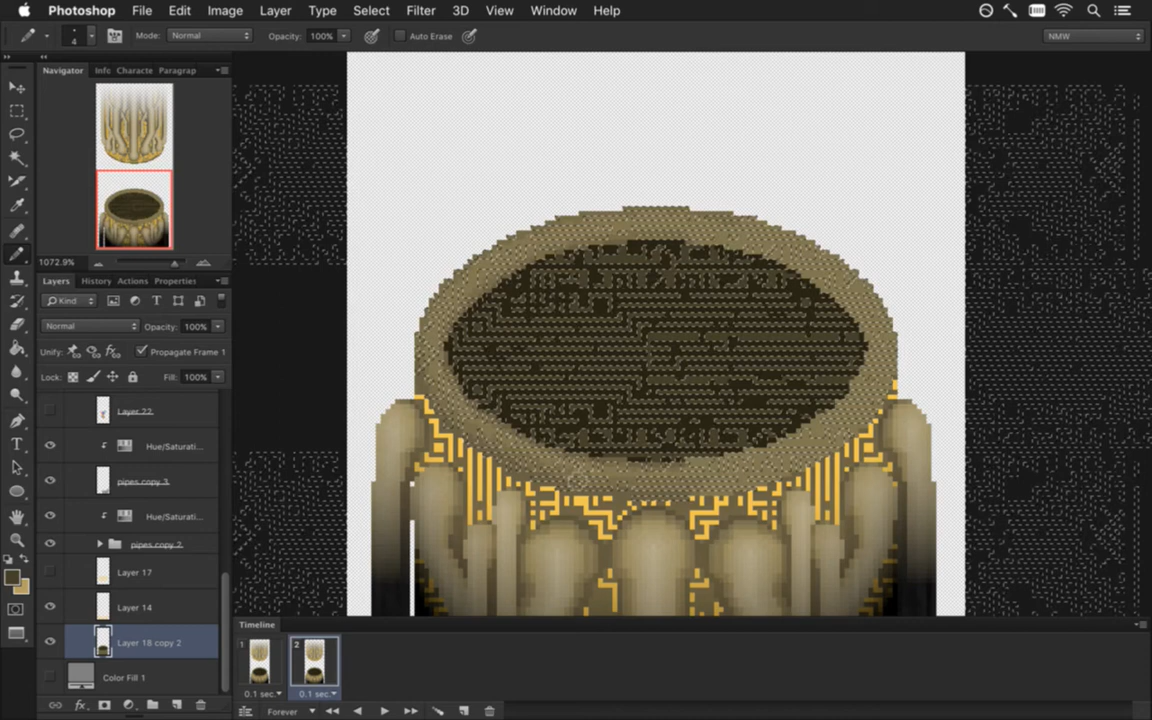 Photoshop File Edit Image Layer Type Select Filter 3D View Window Help
4 Mode: Normal Opacity: 100% Auto Erase NMW
Navigator Info Characte Paragrap
1072.9%
Layers History Actions Properties
Kind
Normal Opacity: 100%
Unify: Propagate Frame 1
Lock: Fill: 100%
Layer 22
Hue/Saturati...
pipes copy 3
Hue/Saturati...
pipes copy 2
Layer 17
Layer 14
Layer 18 copy 2
Color Fill 1
Timeline
1 2
0.1 sec. 0.1 sec.
Forever